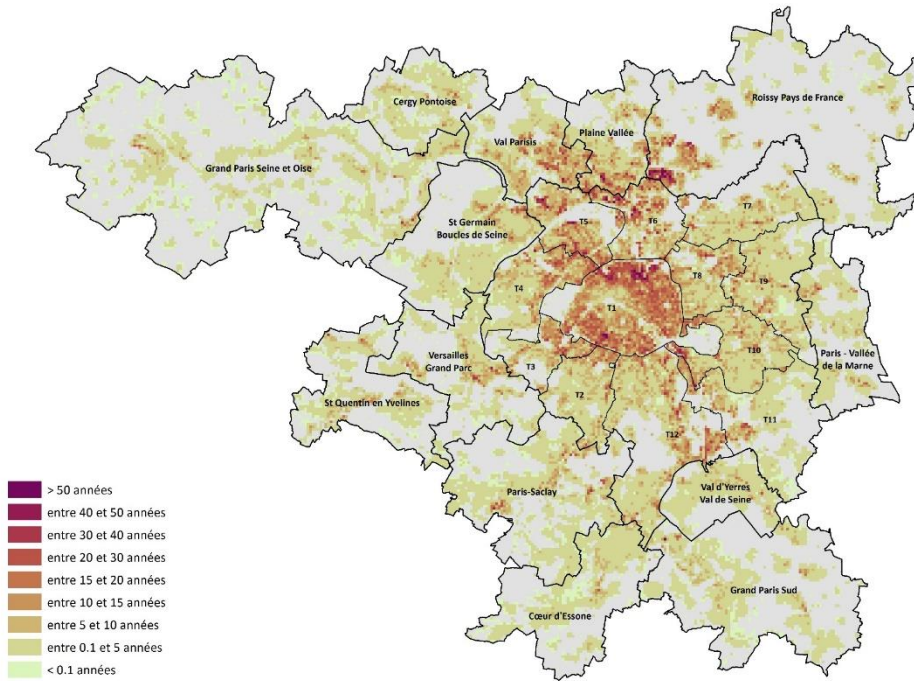 Cergy Pontoise
Roissy Pays de France
Val Parisis
Plaine Vallée
Grand Paris Seine et Oise
T7
St Germain
Boucles de Seine
T5
T6
T8
T9
T4
T1
T10
Paris - Vallée
de la Marne
Versailles
Grand Parc
T3
T2
St Quentin en Yvelines
T11
T12
Paris-Saclay
Val d'Yerres
Val de Seine
Grand Paris Sud
Cœur d'Essone
> 50 années
entre 40 et 50 années
entre 30 et 40 années
entre 20 et 30 années
entre 15 et 20 années
entre 10 et 15 années
entre 5 et 10 années
entre 0.1 et 5 années
< 0.1 années